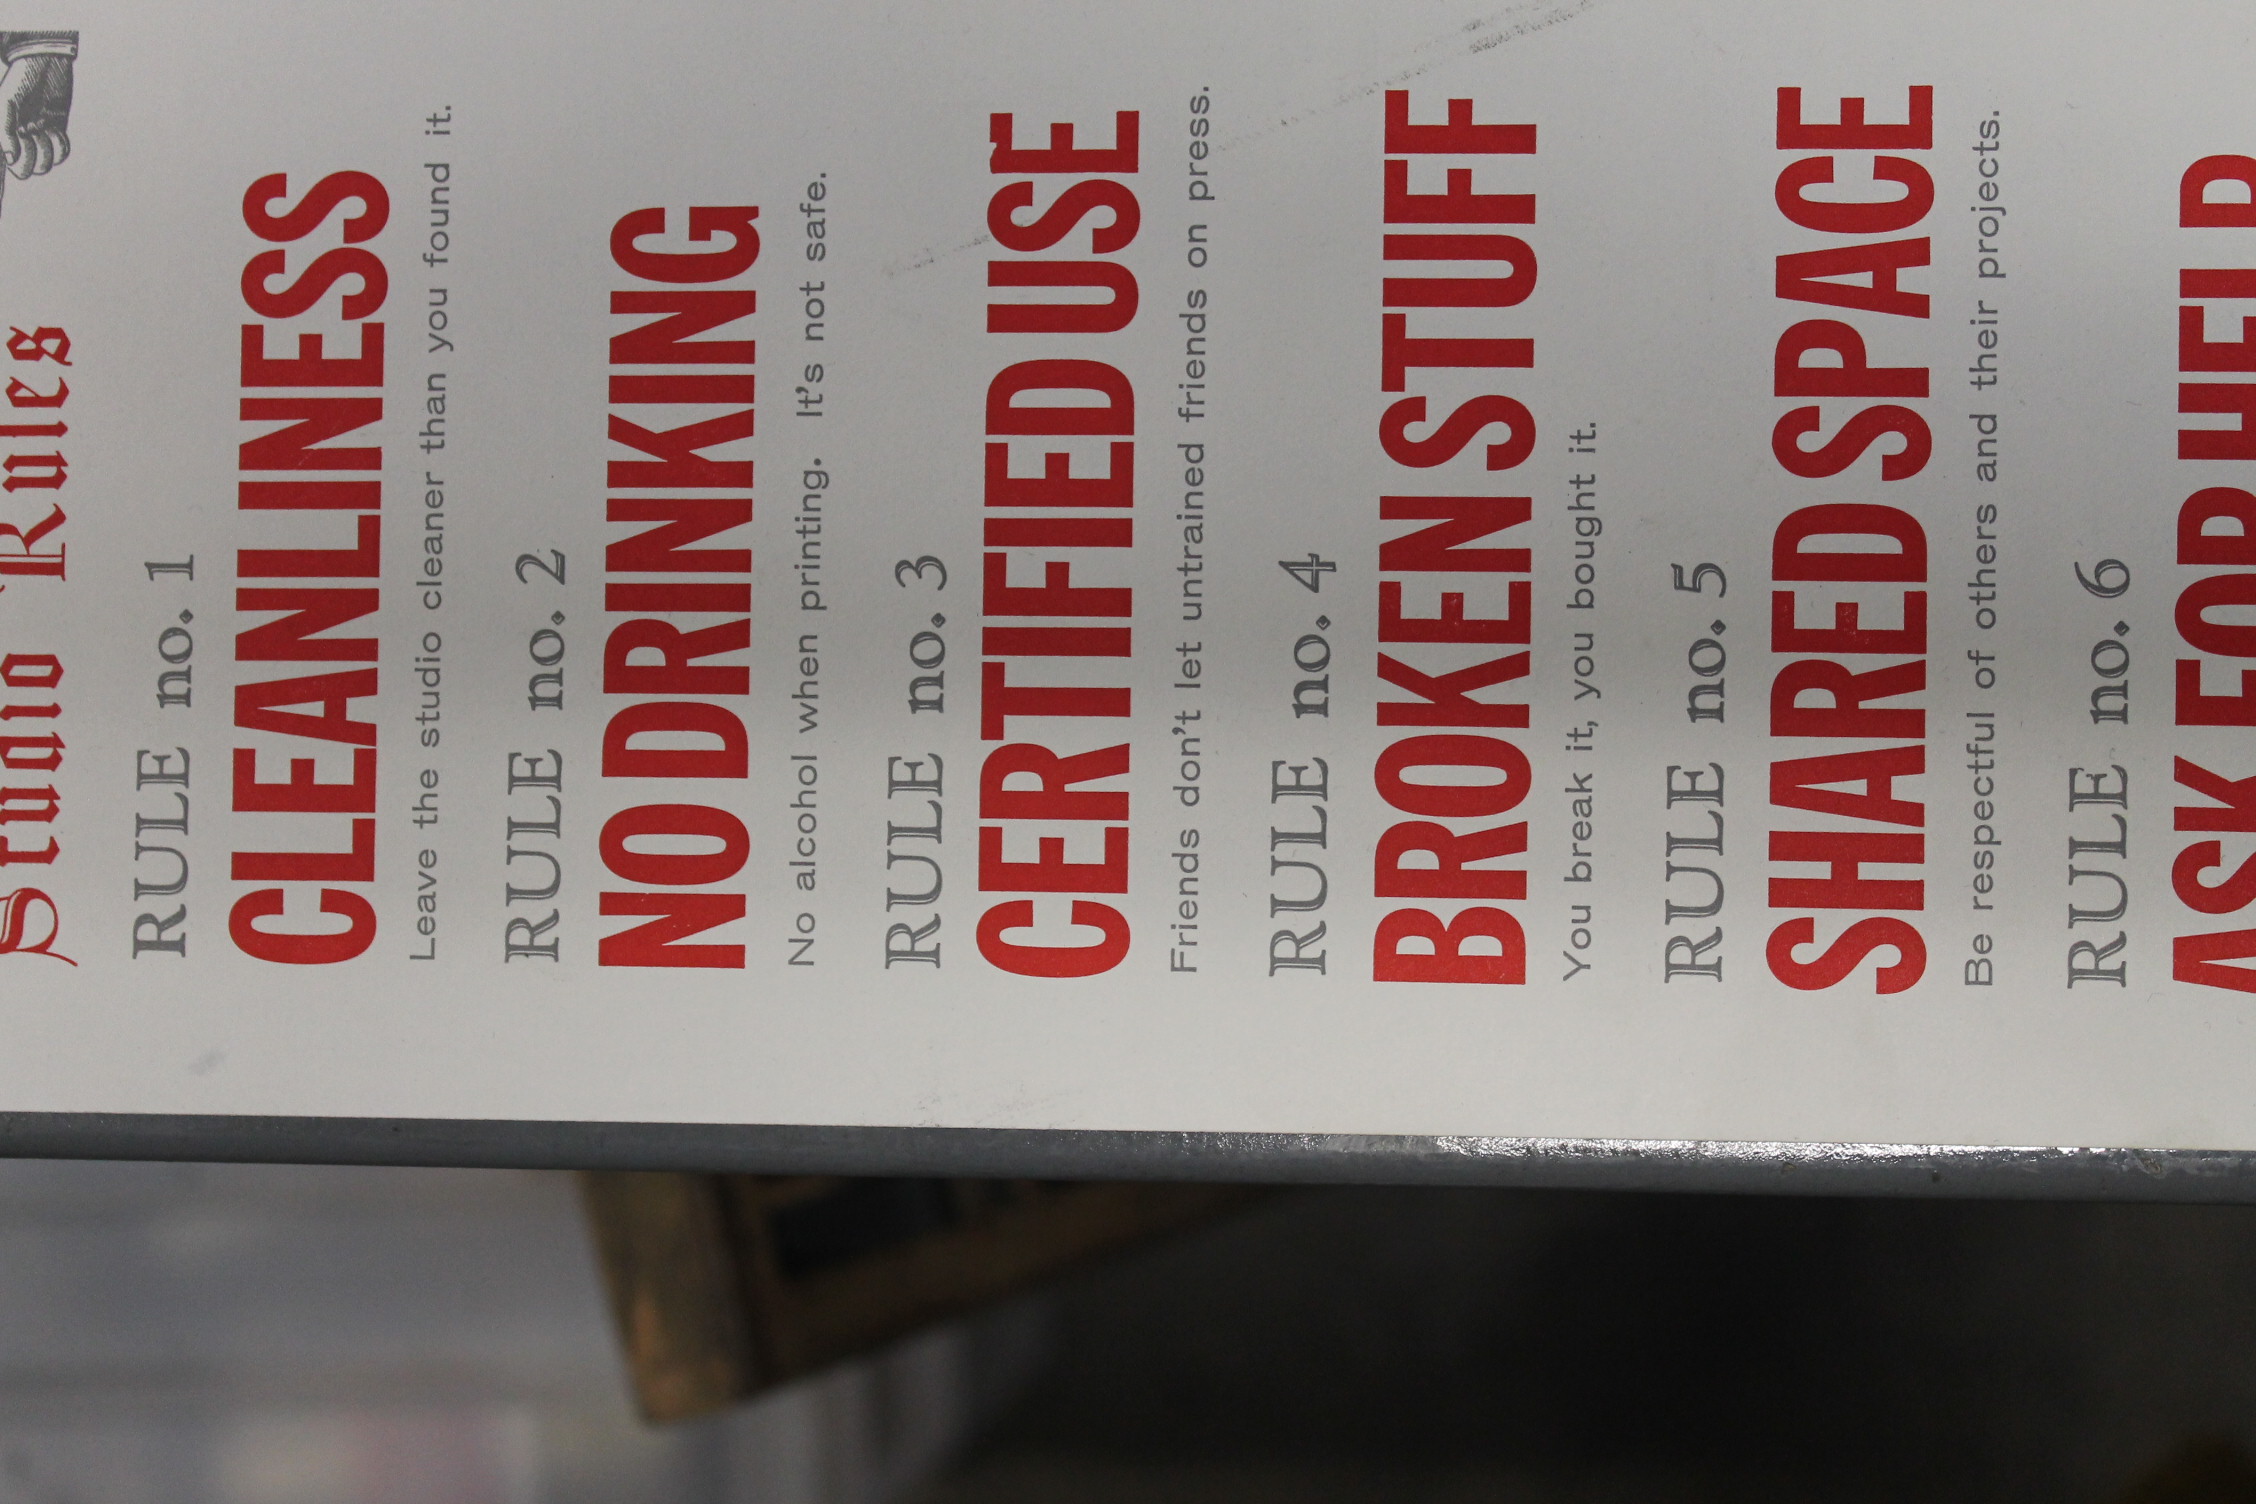 Studio Rules
RULE no. 1
CLEANLINESS
Leave the studio cleaner than you found it.
RULE no. 2
NO DRINKING
No alcohol when printing. It's not safe.
RULE no. 3
CERTIFIED USE
Friends don't let untrained friends on press.
RULE no. 4
BROKEN STUFF
You break it, you bought it.
RULE no. 5
SHARED SPACE
Be respectful of others and their projects.
RULE no. 6
ASK FOR HELP